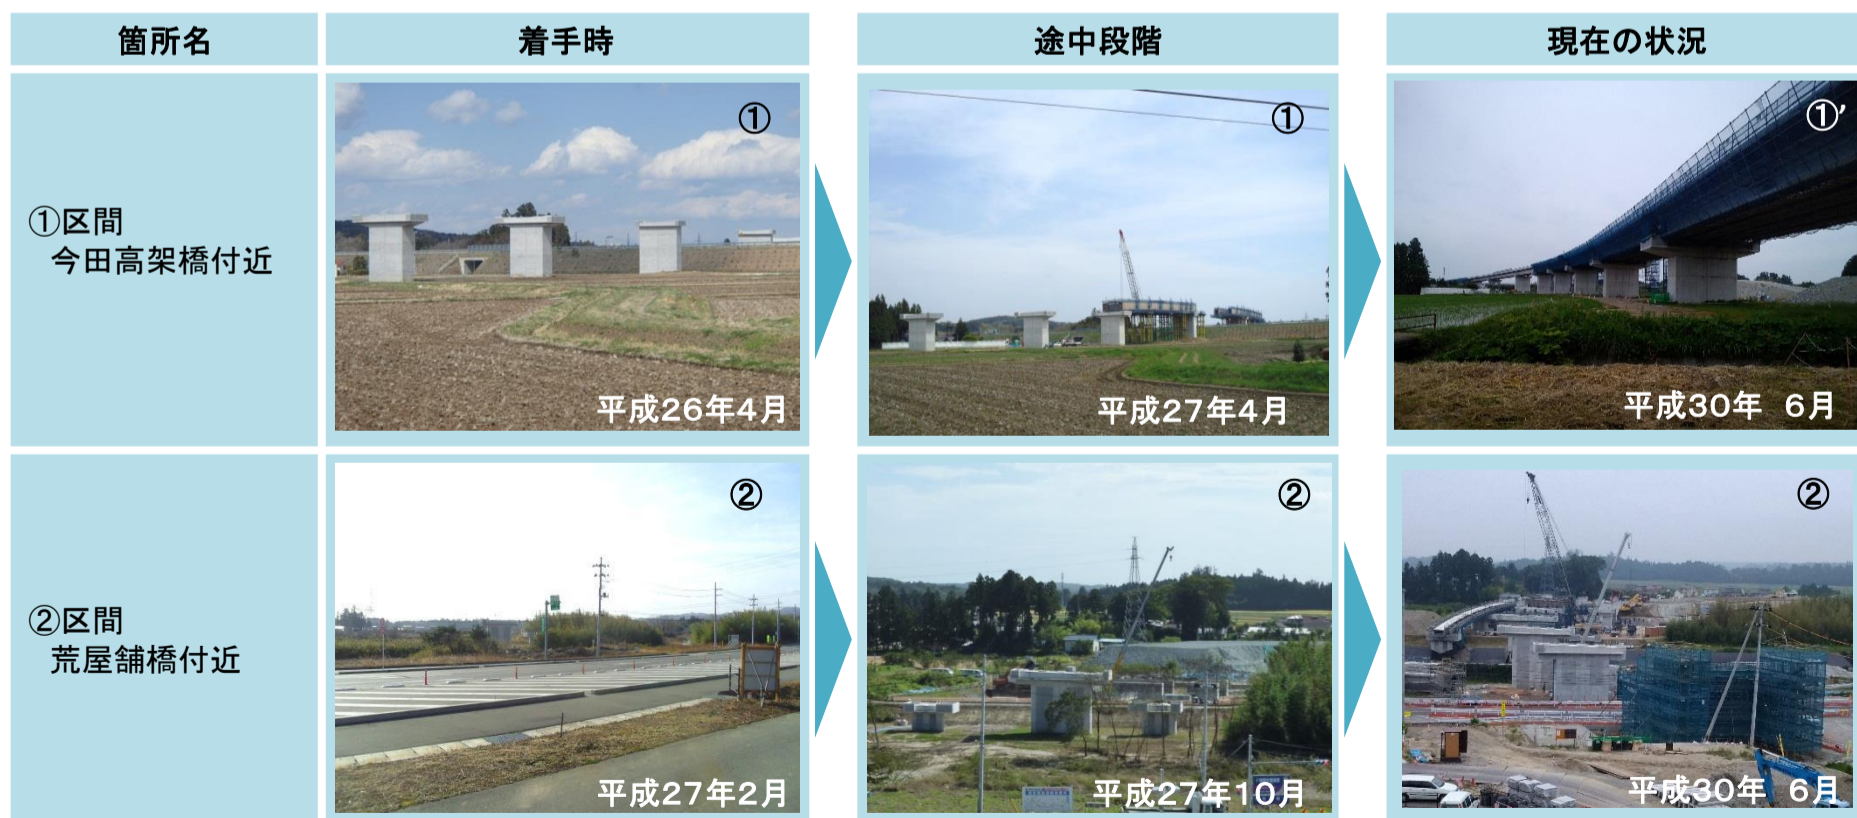 箇所名
着手時
途中段階
現在の状況
①区間
今田高架橋付近
①
平成26年4月
①
平成27年4月
①’
平成30年 6月
②区間
荒屋舗橋付近
②
平成27年2月
②
平成27年10月
②
平成30年 6月